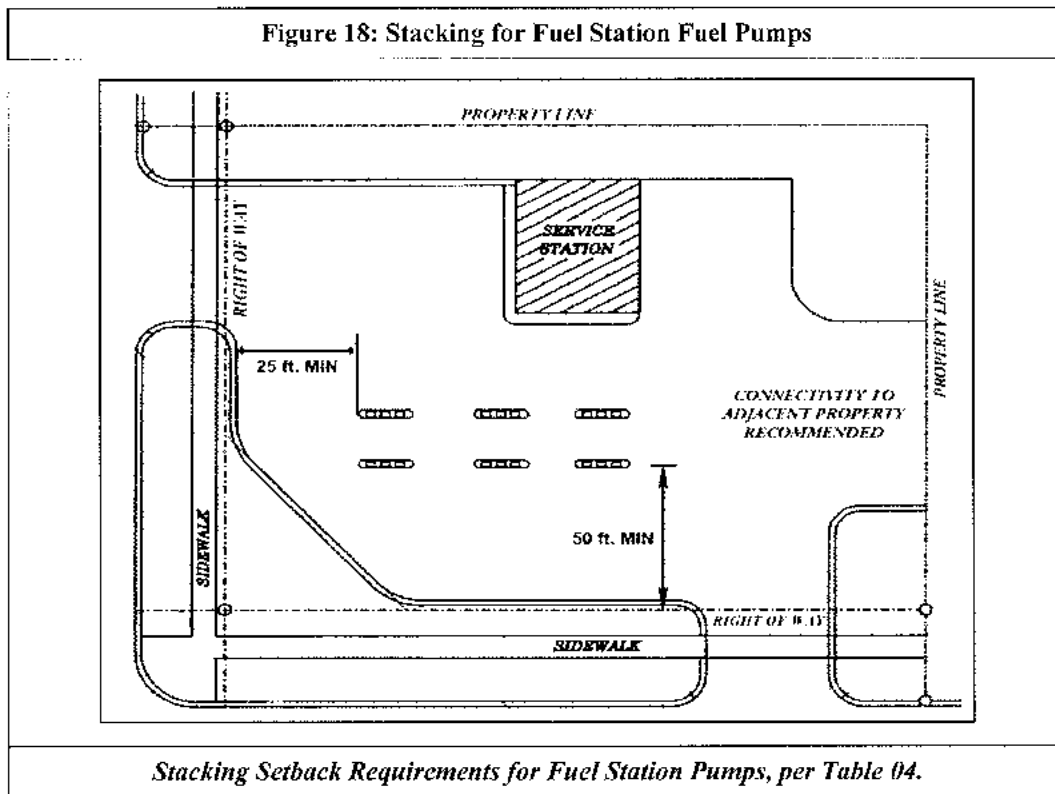 Figure 18: Stacking for Fuel Station Fuel Pumps
PROPERTY LINE
RIGHT OF WAY
SERVICE
STATION
PROPERTY LINE
25 ft. MIN
CONNECTIVITY TO
ADJACENT PROPERTY
RECOMMENDED
SIDEWALK
50 ft. MIN
RIGHT OF WAY
SIDEWALK
Stacking Setback Requirements for Fuel Station Pumps, per Table 04.